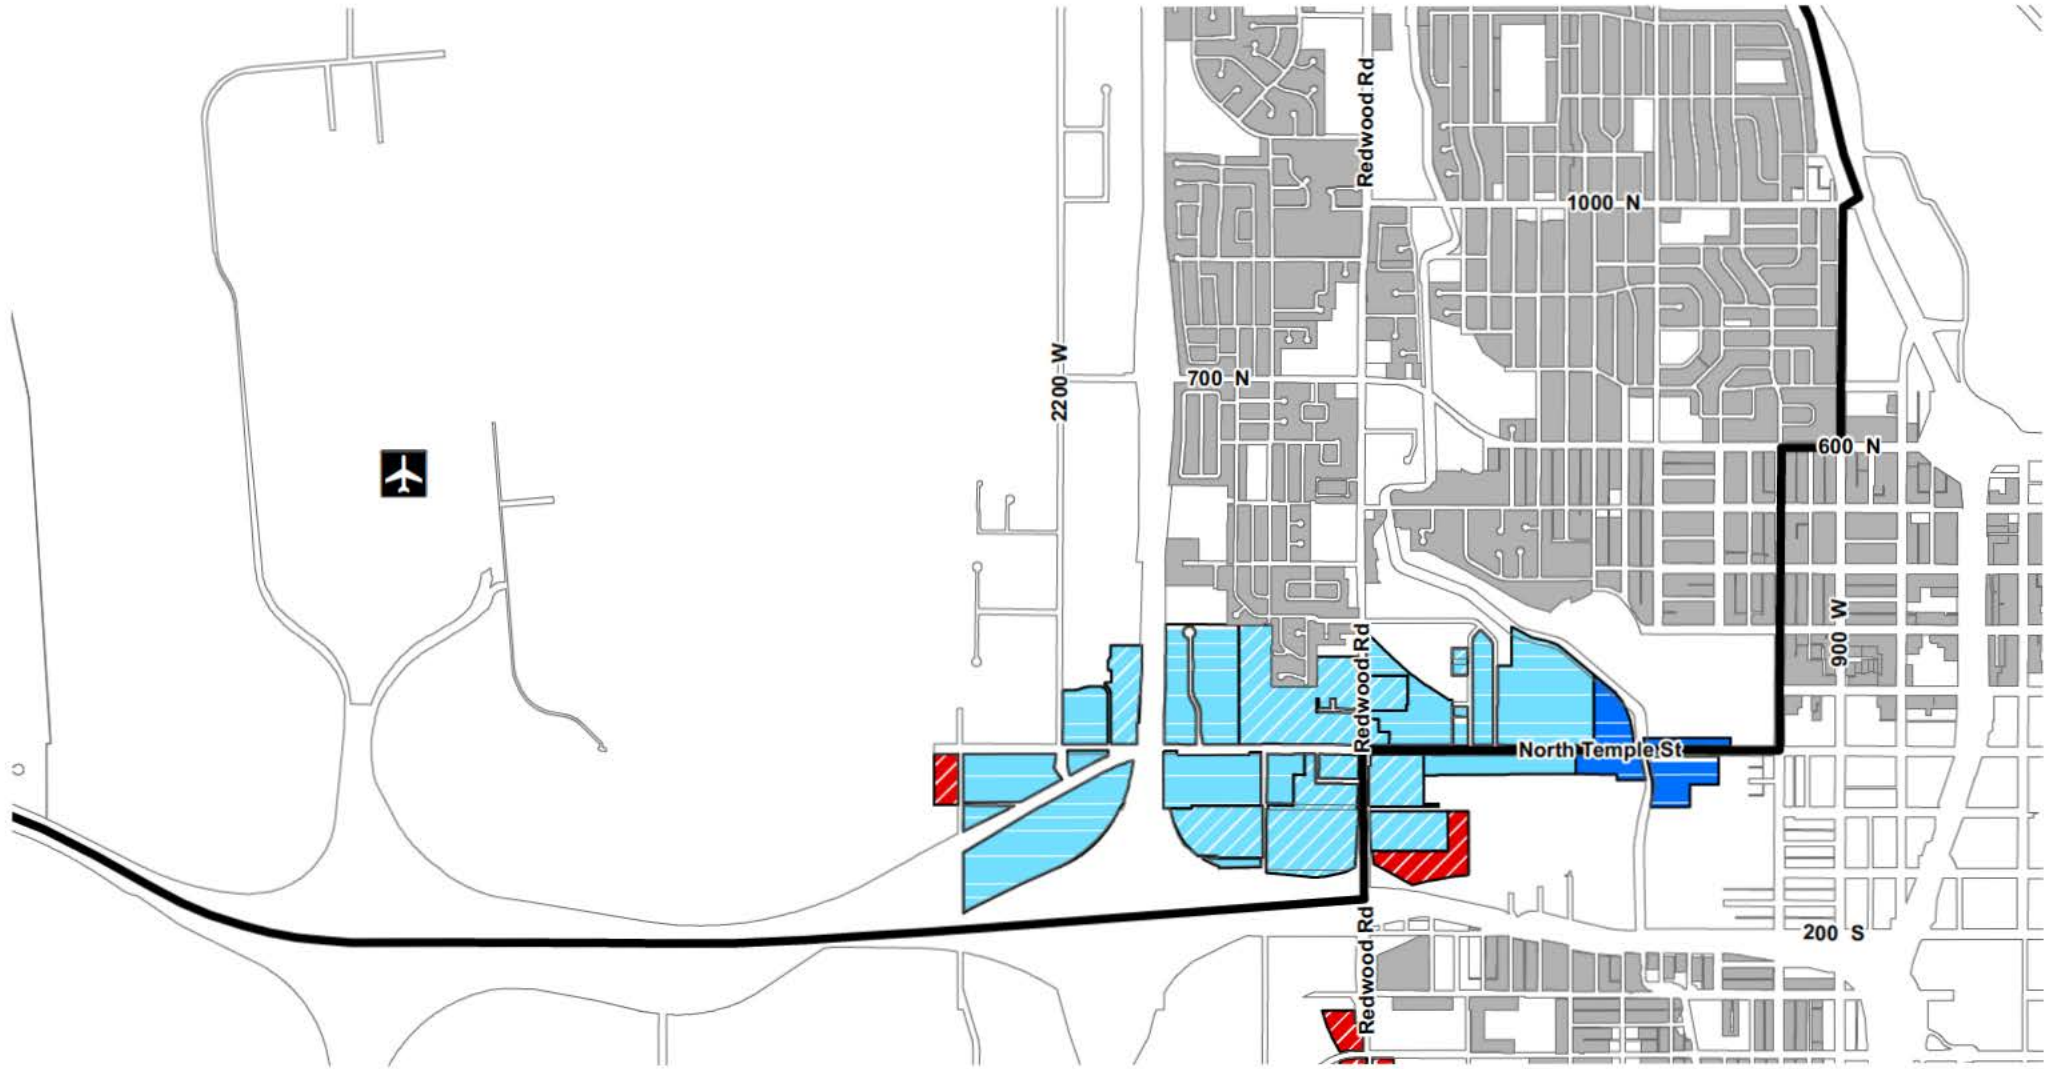 Redwood Rd
1000 N
2200 W
700 N
600 N
900 W
Redwood Rd
North Temple St
200 S
Redwood Rd